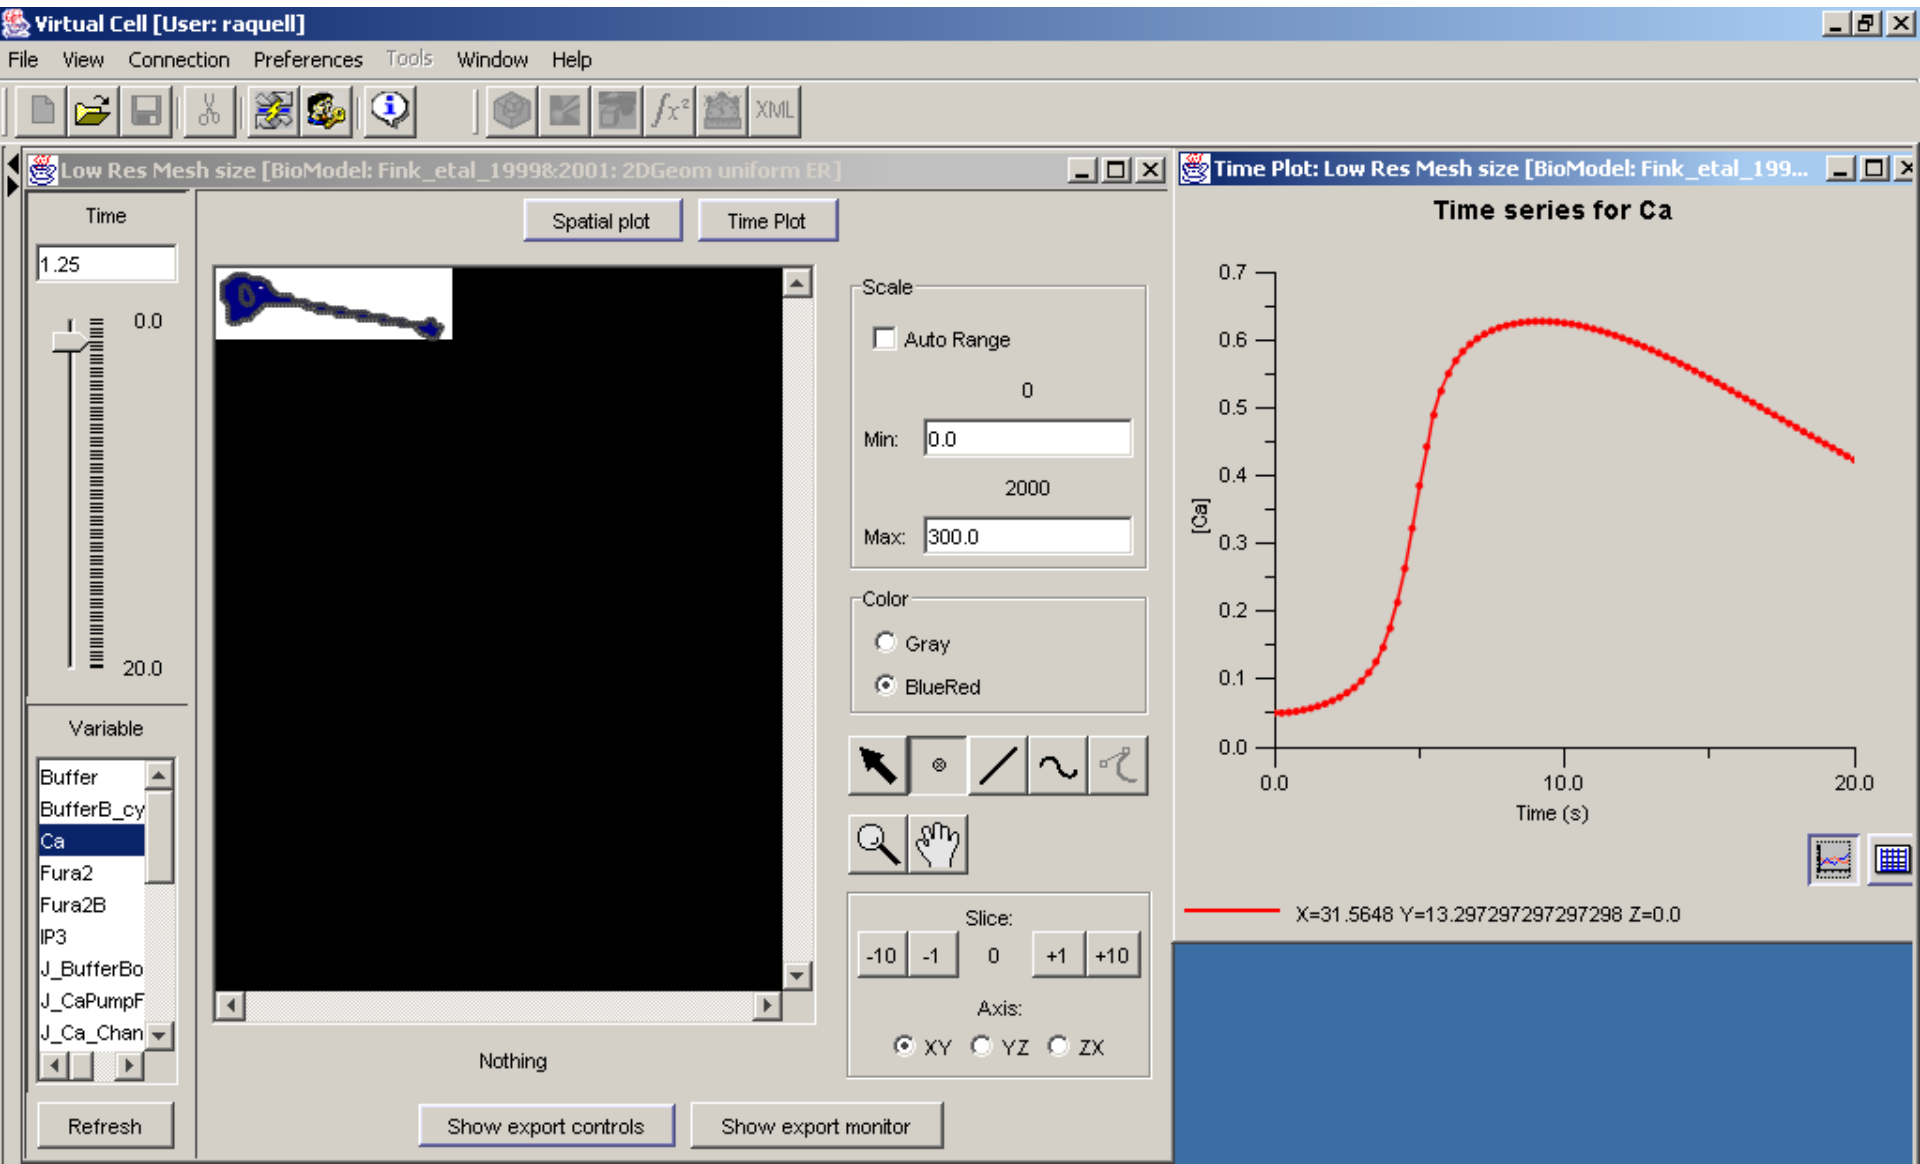 Virtual Cell [User: raquell]
File View Connection Preferences Tools Window Help
∫x² XML
Low Res Mesh size [BioModel: Fink_etal_1999&2001: 2DGeom uniform ER]
Time
1.25
0.0
20.0
Variable
Buffer
BufferB_cy
Ca
Fura2
Fura2B
IP3
J_BufferBo
J_CaPumpF
J_Ca_Chan
Refresh
Spatial plot Time Plot
Nothing
Show export controls Show export monitor
Scale
Auto Range
0
Min: 0.0
2000
Max: 300.0
Color
Gray
BlueRed
Slice:
-10 -1 0 +1 +10
Axis:
XY YZ ZX
Time Plot: Low Res Mesh size [BioModel: Fink_etal_199...
Time series for Ca
0.7
0.6
0.5
0.4
0.3
0.2
0.1
0.0
[Ca]
0.0 10.0 20.0
Time (s)
X=31.5648 Y=13.297297297297298 Z=0.0